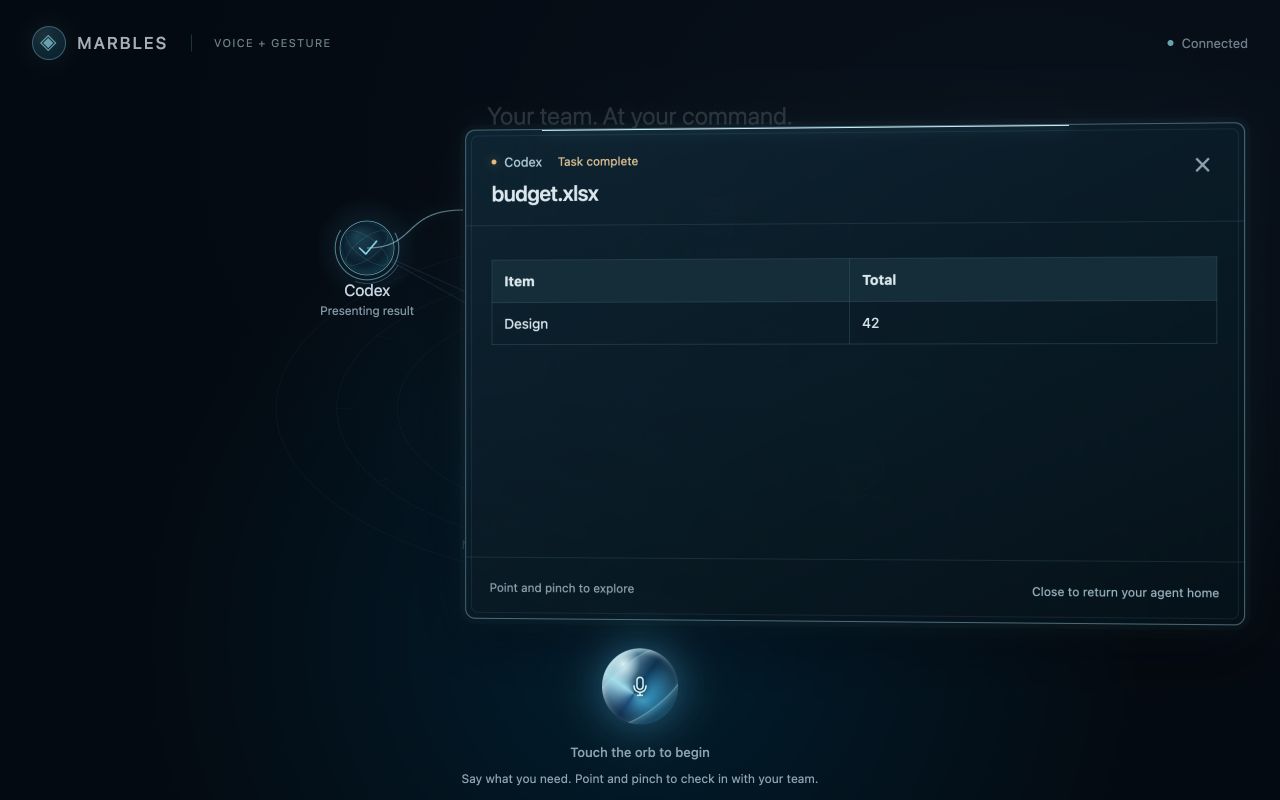 MARBLES
VOICE + GESTURE
Connected
Your team. At your command.
Codex Task complete
budget.xlsx
Item Total
Design 42
Codex
Presenting result
Point and pinch to explore
Close to return your agent home
Touch the orb to begin
Say what you need. Point and pinch to check in with your team.